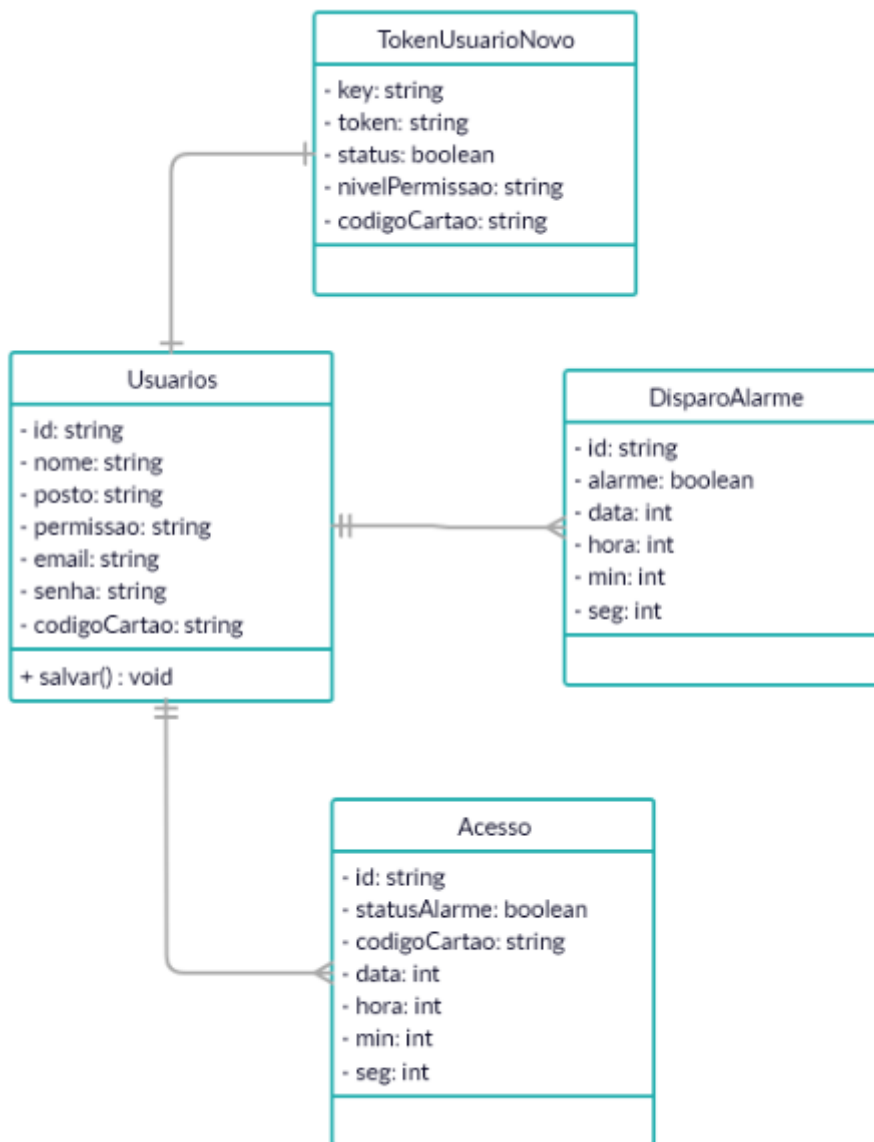 TokenUsuarioNovo
- key: string
- token: string
- status: boolean
- nivelPermissao: string
- codigoCartao: string
Usuarios
- id: string
- nome: string
- posto: string
- permissao: string
- email: string
- senha: string
- codigoCartao: string
+ salvar() : void
DisparoAlarme
- id: string
- alarme: boolean
- data: int
- hora: int
- min: int
- seg: int
Acesso
- id: string
- statusAlarme: boolean
- codigoCartao: string
- data: int
- hora: int
- min: int
- seg: int